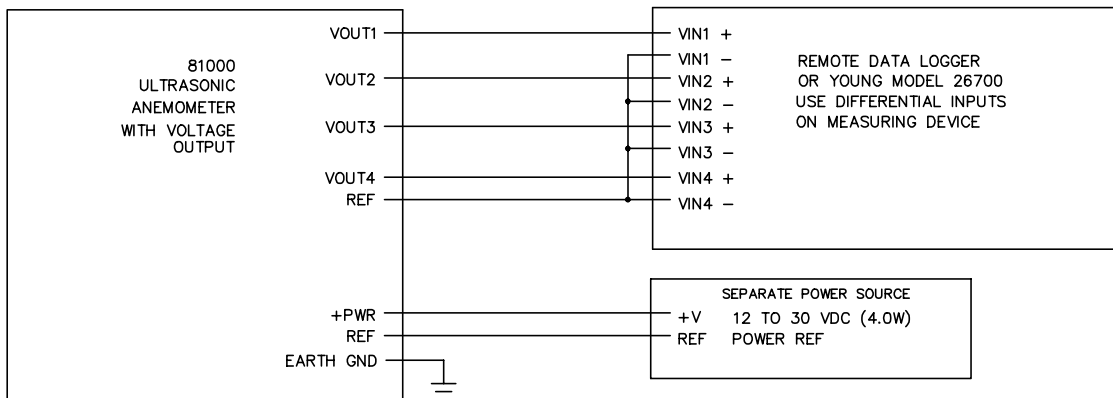 81000
ULTRASONIC
ANEMOMETER
WITH VOLTAGE
OUTPUT
VOUT1
VOUT2
VOUT3
VOUT4
REF
+PWR
REF
EARTH GND
VIN1 +
VIN1 −
VIN2 +
VIN2 −
VIN3 +
VIN3 −
VIN4 +
VIN4 −
REMOTE DATA LOGGER
OR YOUNG MODEL 26700
USE DIFFERENTIAL INPUTS
ON MEASURING DEVICE
SEPARATE POWER SOURCE
+V 12 TO 30 VDC (4.0W)
REF POWER REF